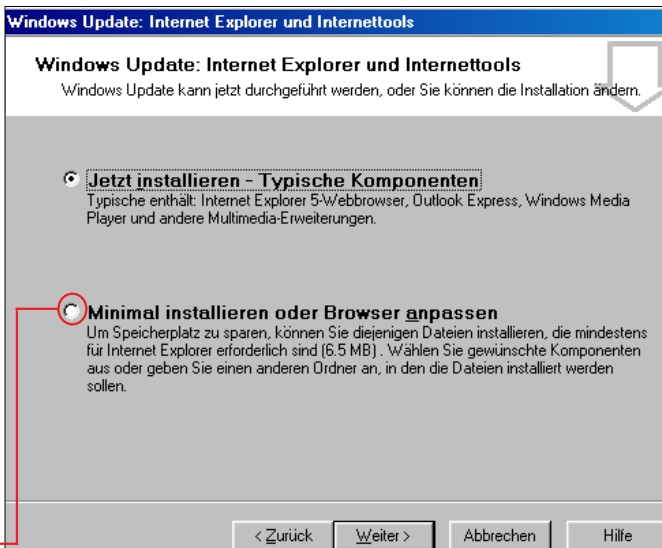 Windows Update: Internet Explorer und Internettools
Windows Update: Internet Explorer und Internettools
Windows Update kann jetzt durchgeführt werden, oder Sie können die Installation ändern.
Jetzt installieren - Typische Komponenten
Typische enthält: Internet Explorer 5-Webbrowser, Outlook Express, Windows Media
Player und andere Multimedia-Erweiterungen.
Minimal installieren oder Browser anpassen
Um Speicherplatz zu sparen, können Sie diejenigen Dateien installieren, die mindestens
für Internet Explorer erforderlich sind (6.5 MB) . Wählen Sie gewünschte Komponenten
aus oder geben Sie einen anderen Ordner an, in den die Dateien installiert werden
sollen.
< Zurück Weiter > Abbrechen Hilfe